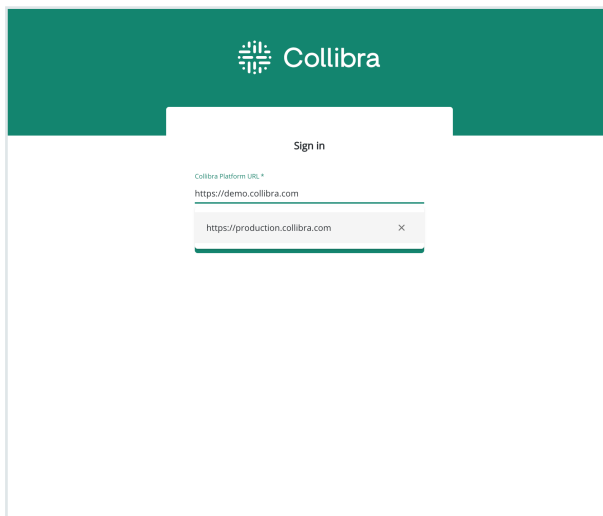 Collibra
Sign in
Collibra Platform URL *
https://demo.collibra.com
https://production.collibra.com